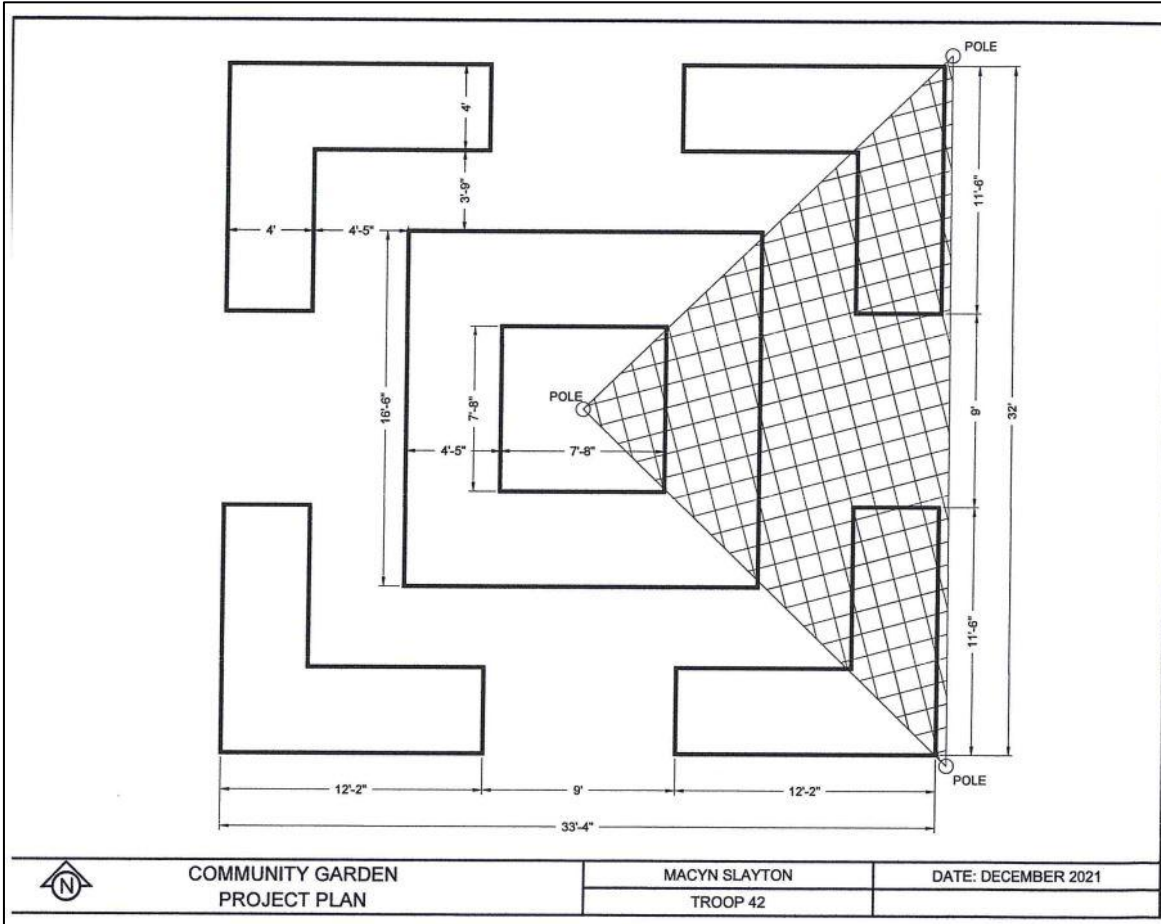 POLE
4'
3'-9"
4'
4'-5"
11'-6"
16'-6"
7'-8"
POLE
9'
32'
4'-5"
7'-8"
11'-6"
POLE
12'-2"
9'
12'-2"
33'-4"
N
COMMUNITY GARDEN
PROJECT PLAN
MACYN SLAYTON
TROOP 42
DATE: DECEMBER 2021